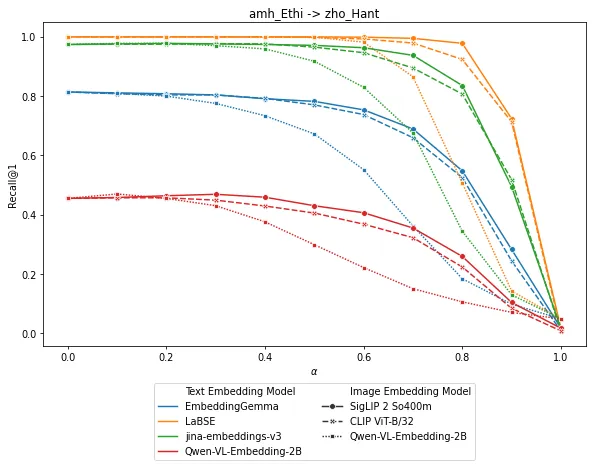 amh_Ethi -> zho_Hant
Recall@1
1.0
0.8
0.6
0.4
0.2
0.0
0.0 0.2 0.4 0.6 0.8 1.0
α
Text Embedding Model Image Embedding Model
EmbeddingGemma SigLIP 2 So400m
LaBSE CLIP ViT-B/32
jina-embeddings-v3 Qwen-VL-Embedding-2B
Qwen-VL-Embedding-2B